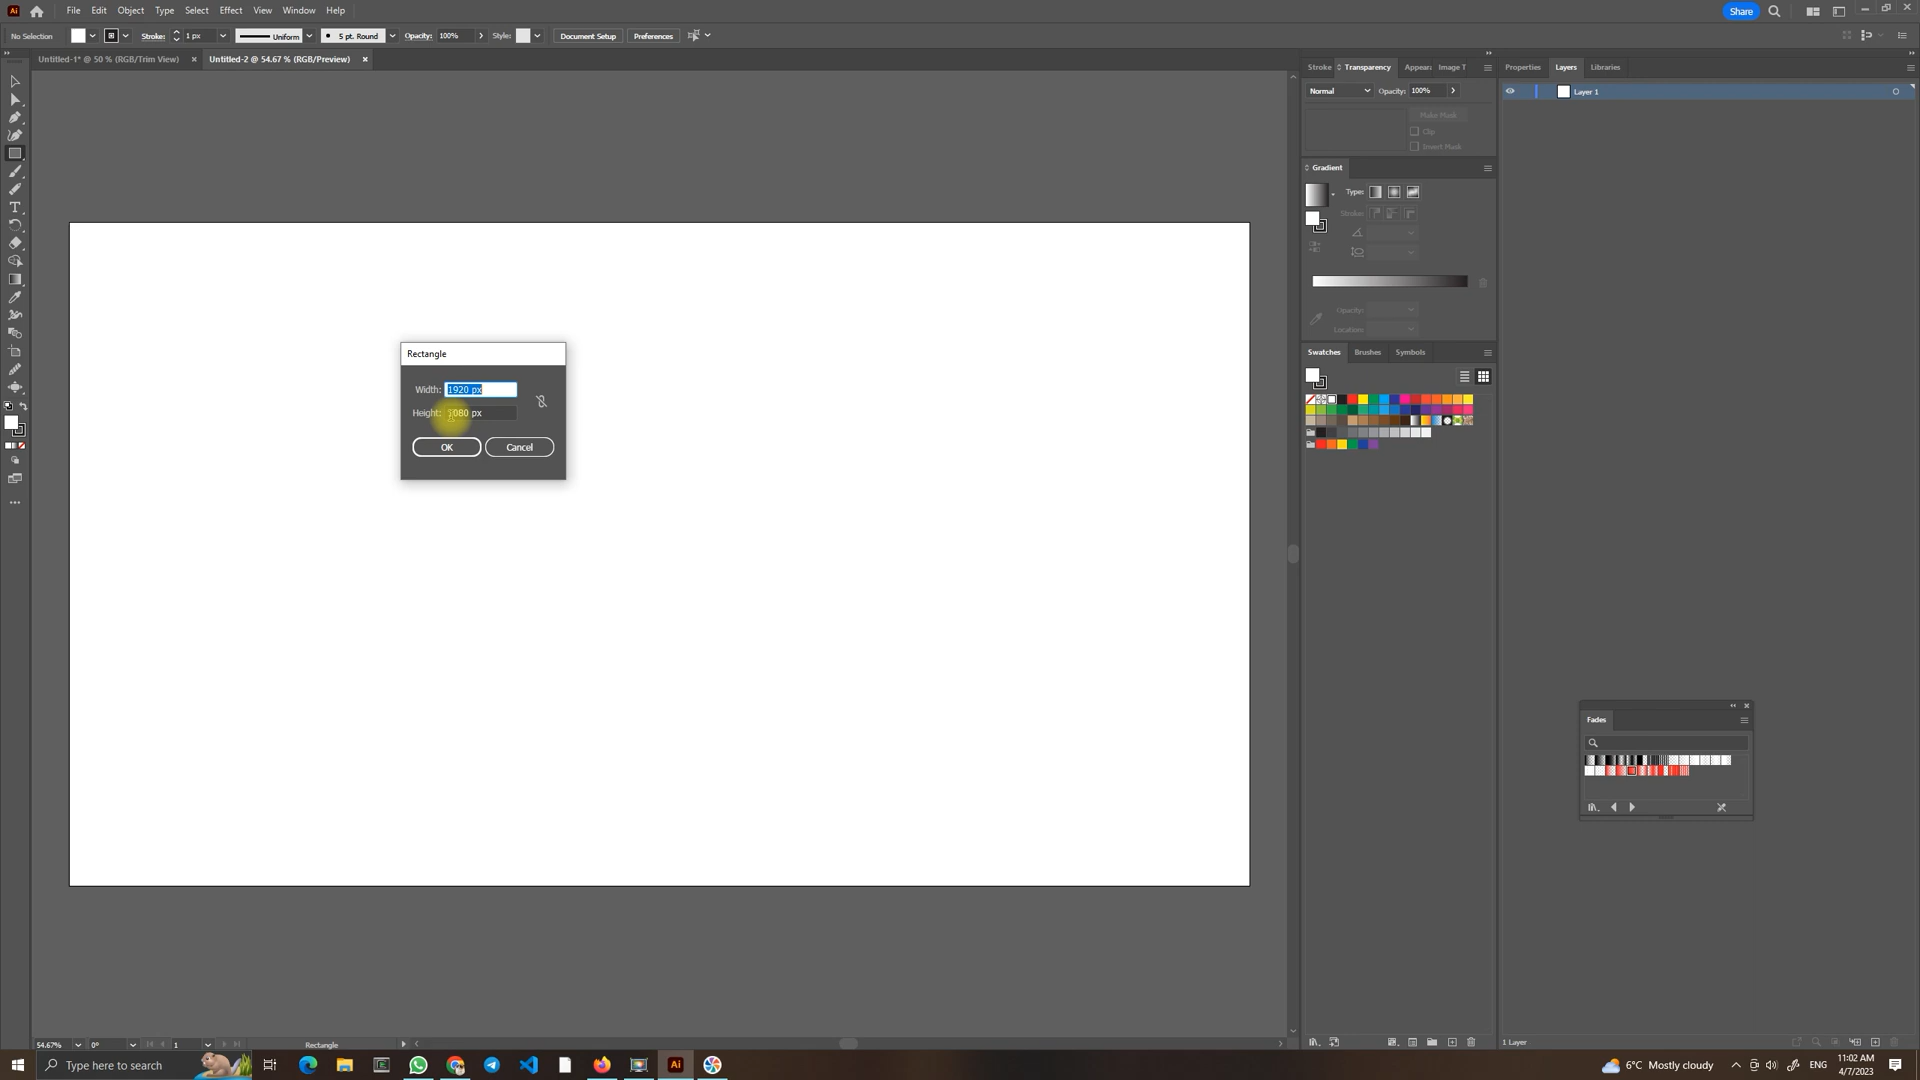 Ai File Edit Object Type Select Effect View Window Help Share
No Selection Stroke: 1 px Uniform 5 pt. Round Opacity: 100% Style: Document Setup Preferences
Untitled-1* @ 50 % (RGB/Trim View) × Untitled-2 @ 54.67 % (RGB/Preview) ×
Stroke Transparency Appear Image T
Properties Layers Libraries
Normal Opacity: 100%
Layer 1
Make Mask
Clip
Invert Mask
Gradient
Type:
Stroke:
Opacity:
Location:
Swatches Brushes Symbols
Rectangle
Width: 1920 px
Height: 1080 px
OK Cancel
Fades
54.67% 0° 1 Rectangle
1 Layer
Type here to search
Ai
6°C Mostly cloudy ENG
11:02 AM
4/7/2023